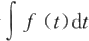 ∫ f (t)dt